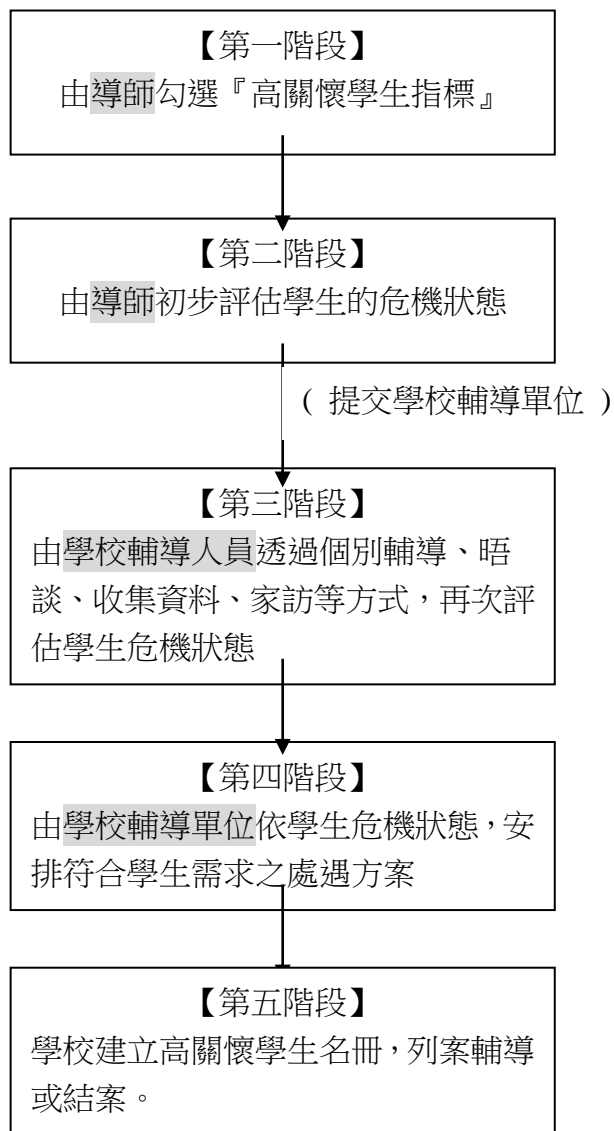 【第一階段】
由導師勾選『高關懷學生指標』
【第二階段】
由導師初步評估學生的危機狀態
( 提交學校輔導單位 )
【第三階段】
由學校輔導人員透過個別輔導、晤
談、收集資料、家訪等方式，再次評
估學生危機狀態
【第四階段】
由學校輔導單位依學生危機狀態，安
排符合學生需求之處遇方案
【第五階段】
學校建立高關懷學生名冊，列案輔導
或結案。